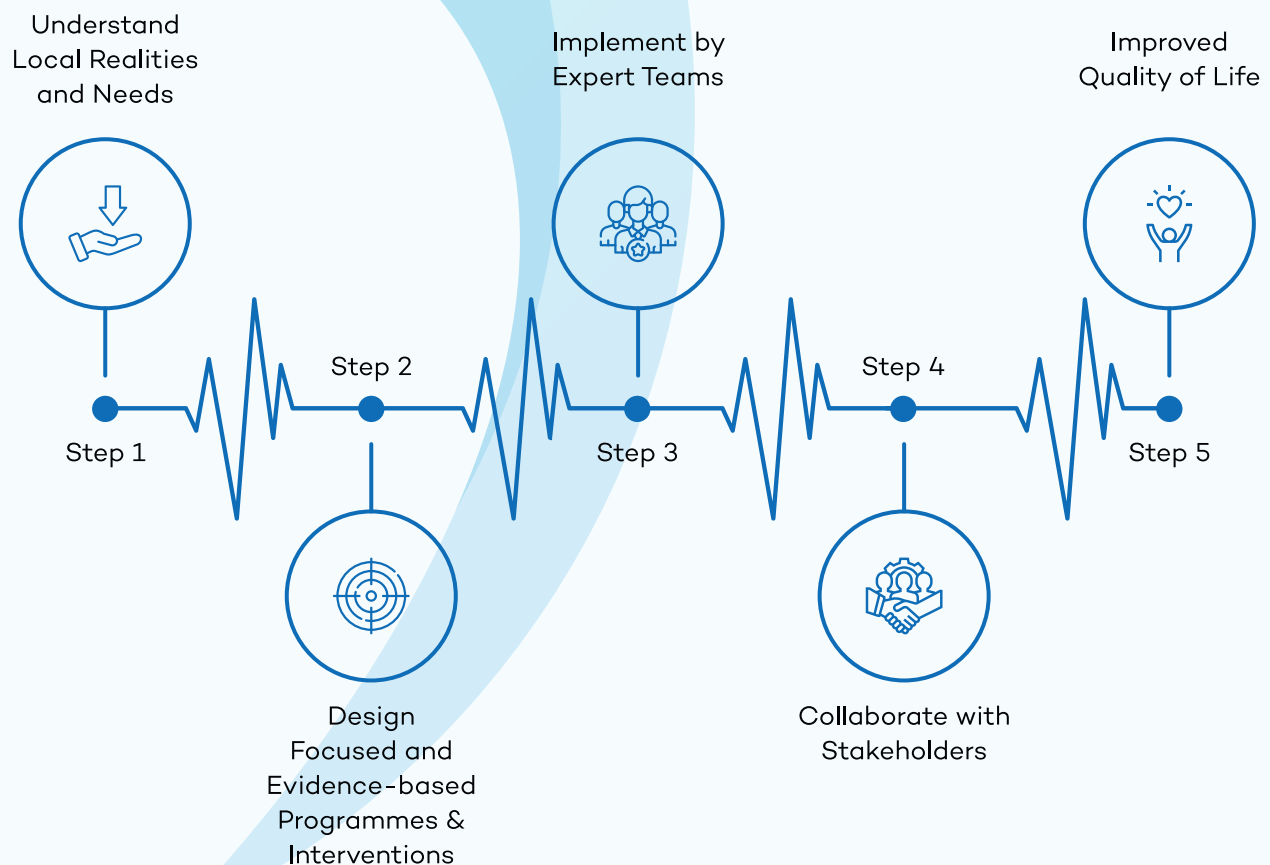 Understand
Local Realities
and Needs
Step 1
Step 2
Design
Focused and
Evidence-based
Programmes &
Interventions
Implement by
Expert Teams
Step 3
Step 4
Collaborate with
Stakeholders
Improved
Quality of Life
Step 5